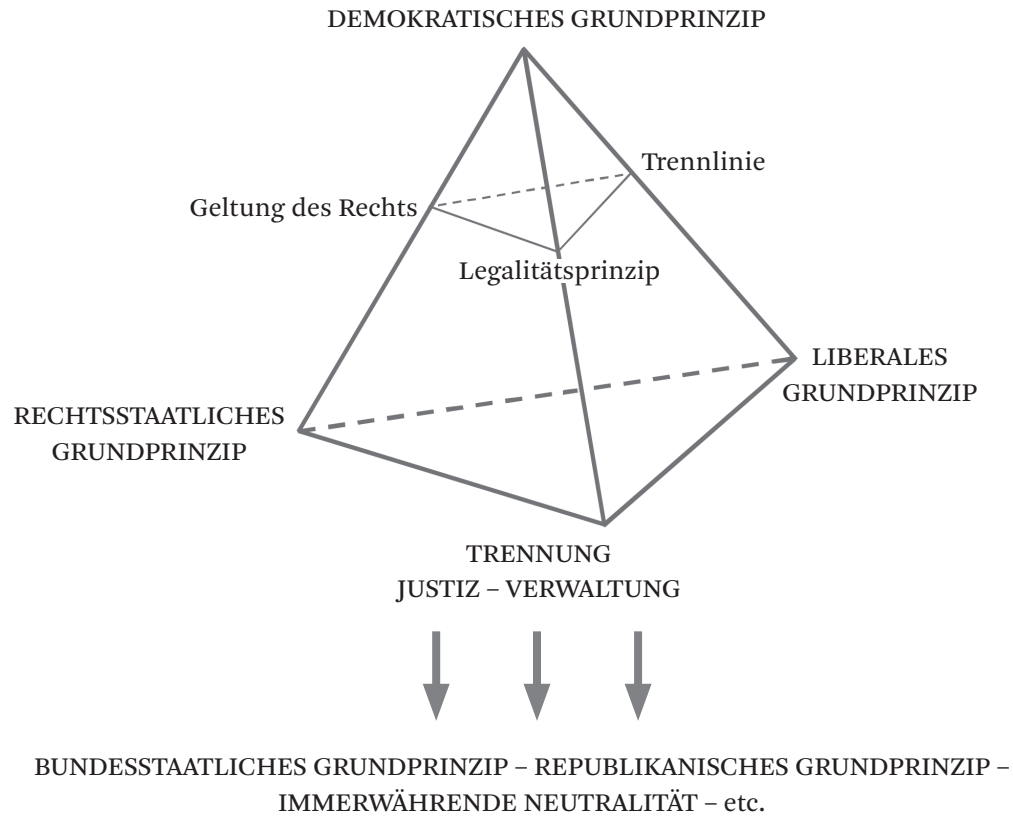 DEMOKRATISCHES GRUNDPRINZIP
Trennlinie
Geltung des Rechts
Legalitätsprinzip
LIBERALES
GRUNDPRINZIP
RECHTSSTAATLICHES
GRUNDPRINZIP
TRENNUNG
JUSTIZ – VERWALTUNG
BUNDESSTAATLICHES GRUNDPRINZIP – REPUBLIKANISCHES GRUNDPRINZIP –
IMMERWÄHRENDE NEUTRALITÄT – etc.